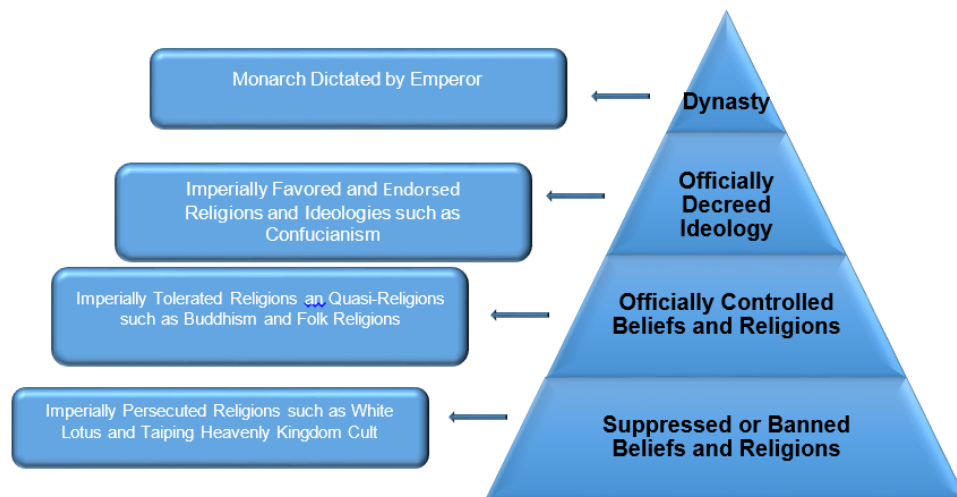 Monarch Dictated by Emperor
Dynasty
Imperially Favored and Endorsed
Religions and Ideologies such as
Confucianism
Officially
Decreed
Ideology
Imperially Tolerated Religions an Quasi-Religions
such as Buddhism and Folk Religions
Officially Controlled
Beliefs and Religions
Imperially Persecuted Religions such as White
Lotus and Taiping Heavenly Kingdom Cult
Suppressed or Banned
Beliefs and Religions